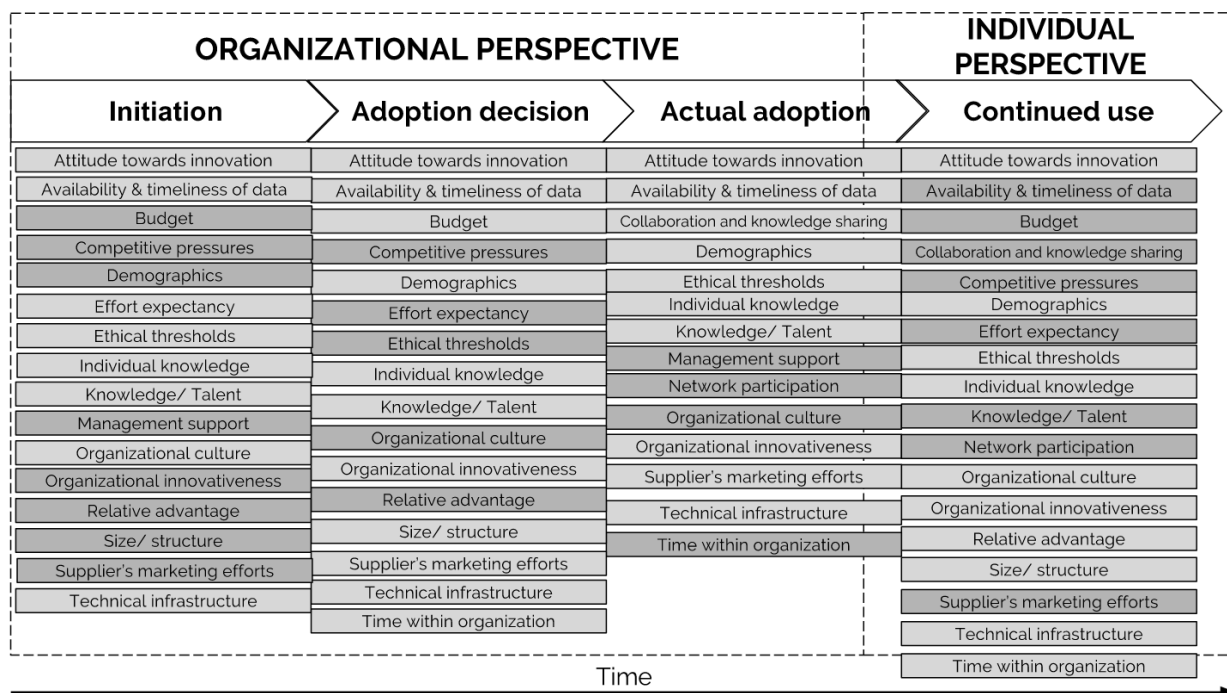 ORGANIZATIONAL PERSPECTIVE
INDIVIDUAL
PERSPECTIVE
Initiation
Adoption decision
Actual adoption
Continued use
Attitude towards innovation
Availability & timeliness of data
Budget
Competitive pressures
Demographics
Effort expectancy
Ethical thresholds
Individual knowledge
Knowledge/ Talent
Management support
Organizational culture
Organizational innovativeness
Relative advantage
Size/ structure
Supplier's marketing efforts
Technical infrastructure
Attitude towards innovation
Availability & timeliness of data
Budget
Competitive pressures
Demographics
Effort expectancy
Ethical thresholds
Individual knowledge
Knowledge/ Talent
Organizational culture
Organizational innovativeness
Relative advantage
Size/ structure
Supplier's marketing efforts
Technical infrastructure
Time within organization
Attitude towards innovation
Availability & timeliness of data
Collaboration and knowledge sharing
Demographics
Ethical thresholds
Individual knowledge
Knowledge/ Talent
Management support
Network participation
Organizational culture
Organizational innovativeness
Supplier's marketing efforts
Technical infrastructure
Time within organization
Attitude towards innovation
Availability & timeliness of data
Budget
Collaboration and knowledge sharing
Competitive pressures
Demographics
Effort expectancy
Ethical thresholds
Individual knowledge
Knowledge/ Talent
Network participation
Organizational culture
Organizational innovativeness
Relative advantage
Size/ structure
Supplier's marketing efforts
Technical infrastructure
Time within organization
Time